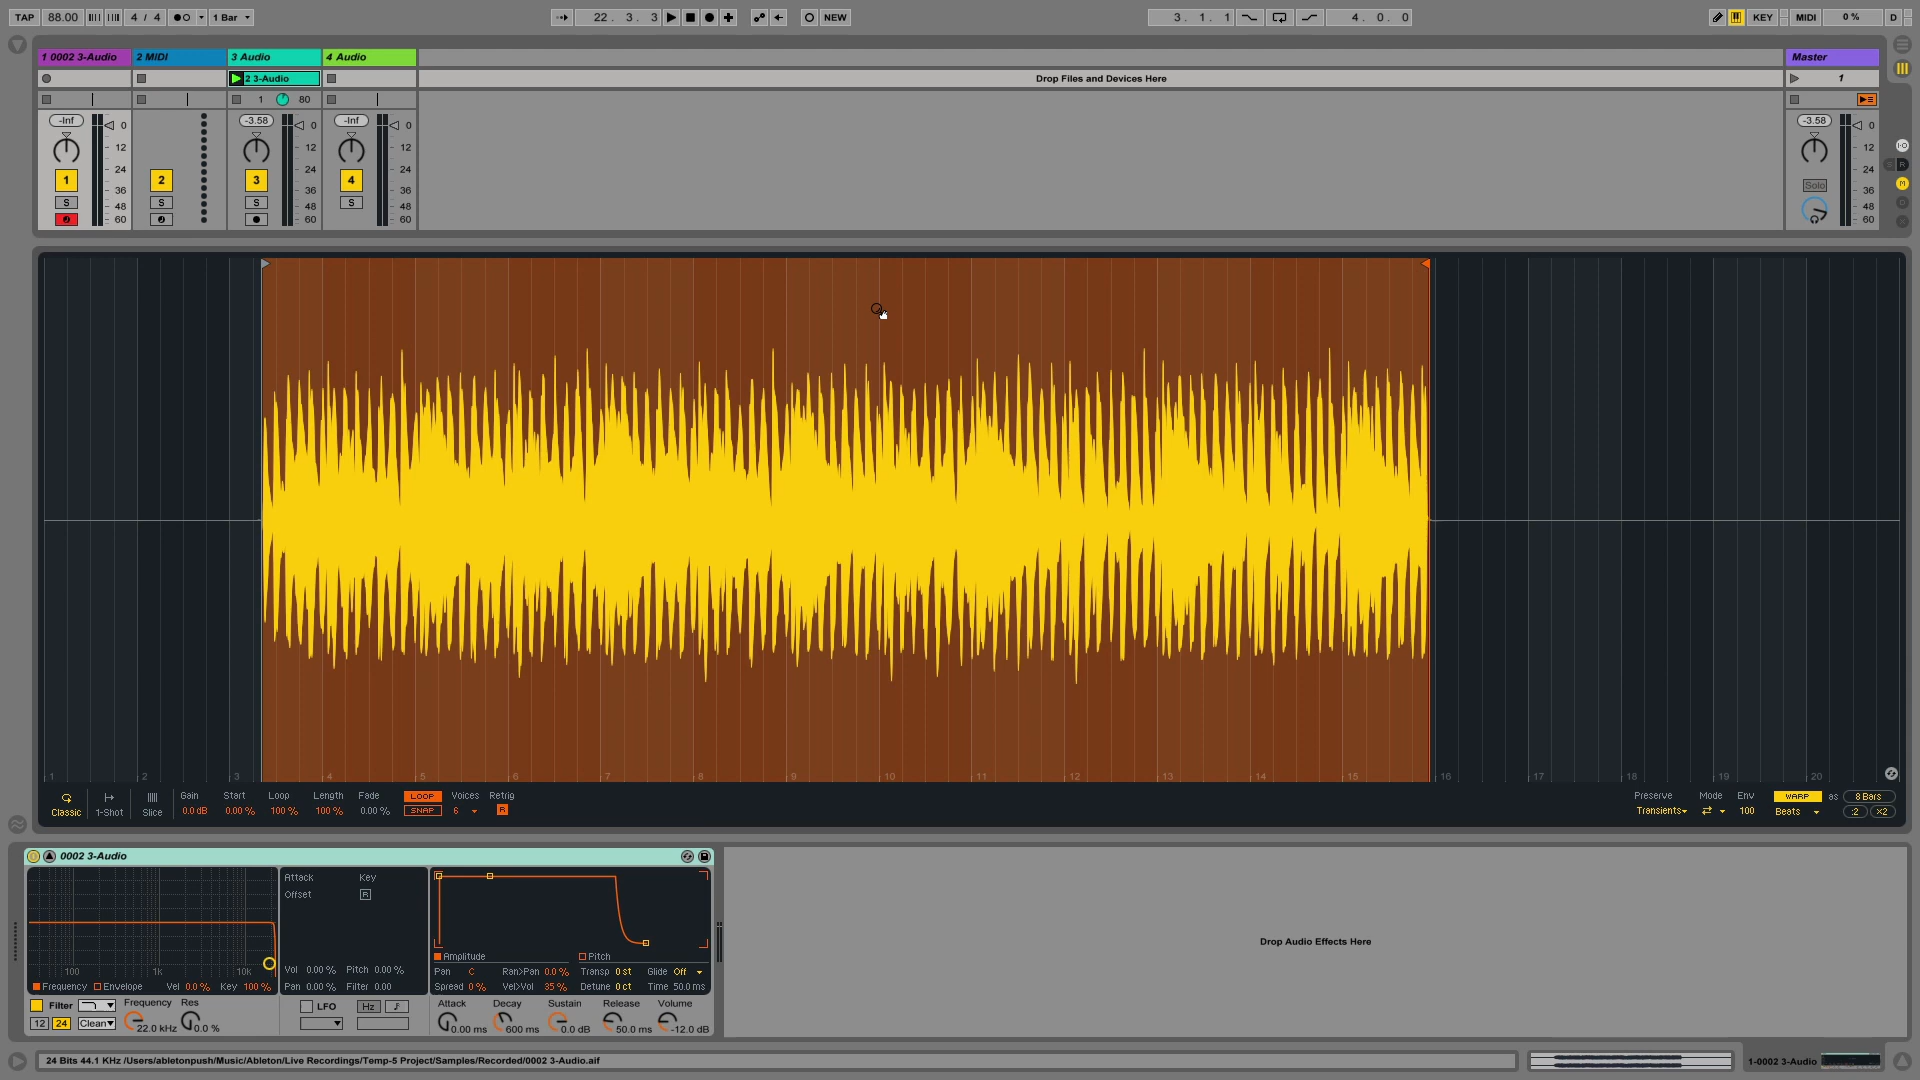 TAP 88.00 4 / 4 1 Bar 22. 3. 3 NEW 3. 1. 1 4. 0. 0 KEY MIDI 0 % D
1 0002 3-Audio 2 MIDI 3 Audio 4 Audio Master
2 3-Audio Drop Files and Devices Here 1
1 80
-Inf 0 -3.58 0 -Inf 0 -3.58 0
12 12 12 12
24 24 24 24
1 2 3 4
36 36 36 Solo 36
S 48 S S 48 S 48 48
60 60 60 60
1 2 3 4 5 6 7 8 9 10 11 12 13 14 15 16 17 18 19 20
Gain Start Loop Length Fade LOOP Voices Retrig Preserve Mode Env WARP as 8 Bars
Classic 1-Shot Slice 0.0 dB 0.00 % 100 % 100 % 0.00 % SNAP 6 R Transients 100 Beats :2 ×2
0002 3-Audio
Attack Key
Offset R
100 1k 10k Vol 0.00 % Pitch 0.00 % Amplitude Pitch
Pan C Ran>Pan 0.0 % Transp 0 st Glide Off
Frequency Envelope Vel 0.0 % Key 100 % Pan 0.00 % Filter 0.00 Spread 0 % Vel>Vol 35 % Detune 0 ct Time 50.0 ms
Filter Frequency Res LFO Hz Attack Decay Sustain Release Volume
12 24 Clean 22.0 kHz 0.0 % 0.00 ms 600 ms 0.0 dB 50.0 ms -12.0 dB
Drop Audio Effects Here
24 Bits 44.1 KHz /Users/abletonpush/Music/Ableton/Live Recordings/Temp-5 Project/Samples/Recorded/0002 3-Audio.aif 1-0002 3-Audio